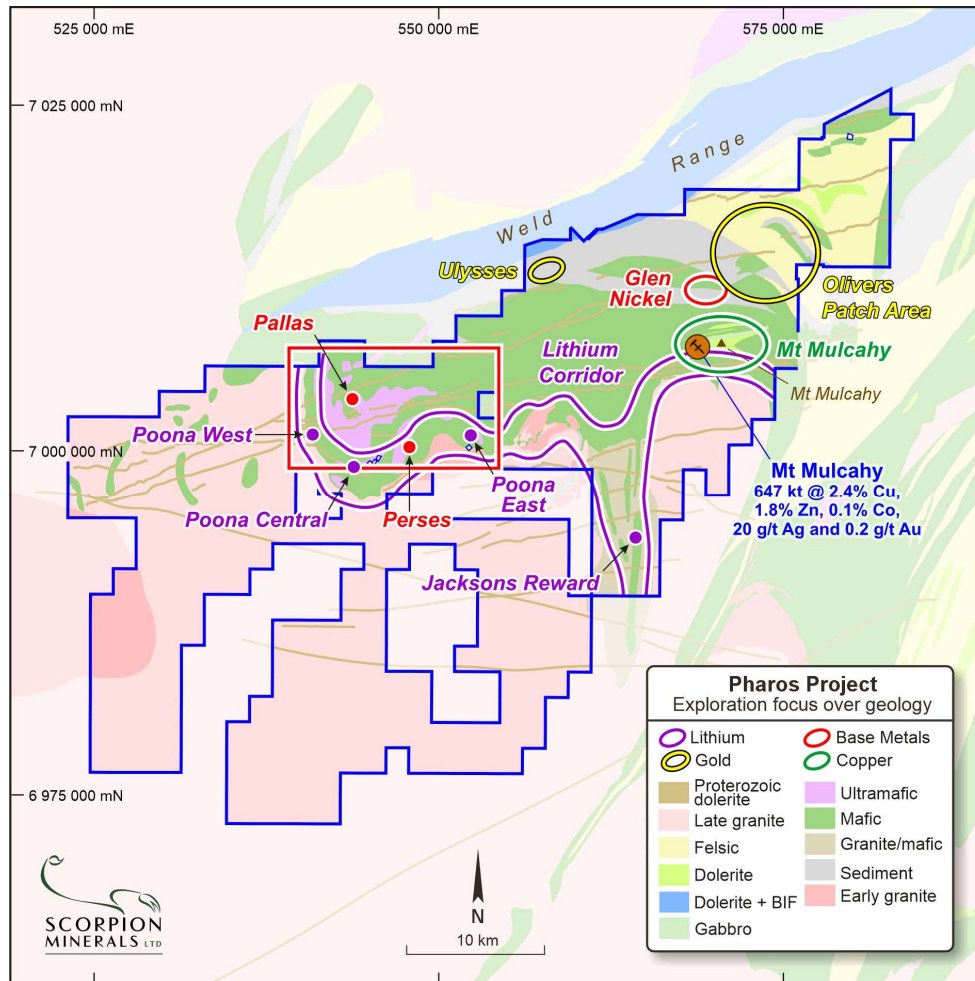 525 000 mE
550 000 mE
575 000 mE
7 025 000 mN
Weld Range
Ulysses
Glen
Nickel
Olivers
Patch Area
Pallas
Lithium
Corridor
Mt Mulcahy
Mt Mulcahy
Poona West
7 000 000 mN
Poona
East
Poona Central
Perses
Mt Mulcahy
647 kt @ 2.4% Cu,
1.8% Zn, 0.1% Co,
20 g/t Ag and 0.2 g/t Au
Jacksons Reward
6 975 000 mN
Pharos Project
Exploration focus over geology
Lithium
Base Metals
Gold
Copper
Proterozoic
dolerite
Ultramafic
Late granite
Mafic
Felsic
Granite/mafic
Dolerite
Sediment
Dolerite + BIF
Early granite
Gabbro
SCORPION
MINERALS LTD
N
10 km